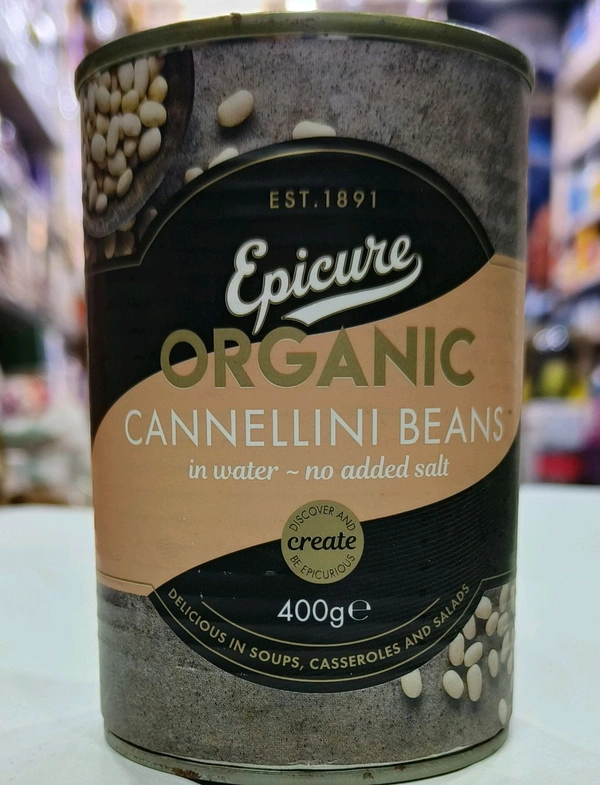 EST.1891
Epicure
ORGANIC
CANNELLINI BEANS
in water ~ no added salt
DISCOVER AND
create
BE EPICURIOUS
400g℮
DELICIOUS IN SOUPS, CASSEROLES AND SALADS